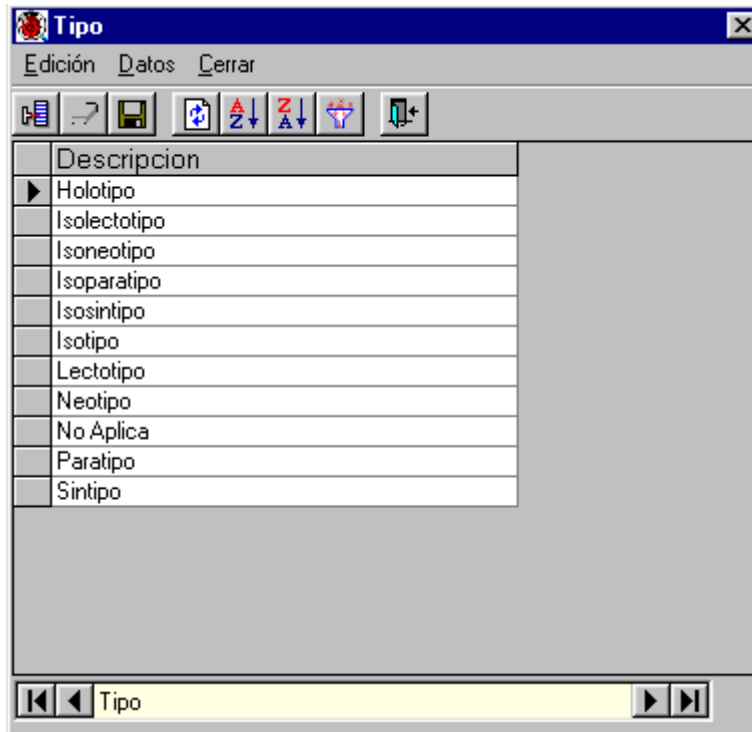 Tipo
Edición Datos Cerrar
A Z Z A
Descripcion
Holotipo
Isolectotipo
Isoneotipo
Isoparatipo
Isosintipo
Isotipo
Lectotipo
Neotipo
No Aplica
Paratipo
Sintipo
Tipo